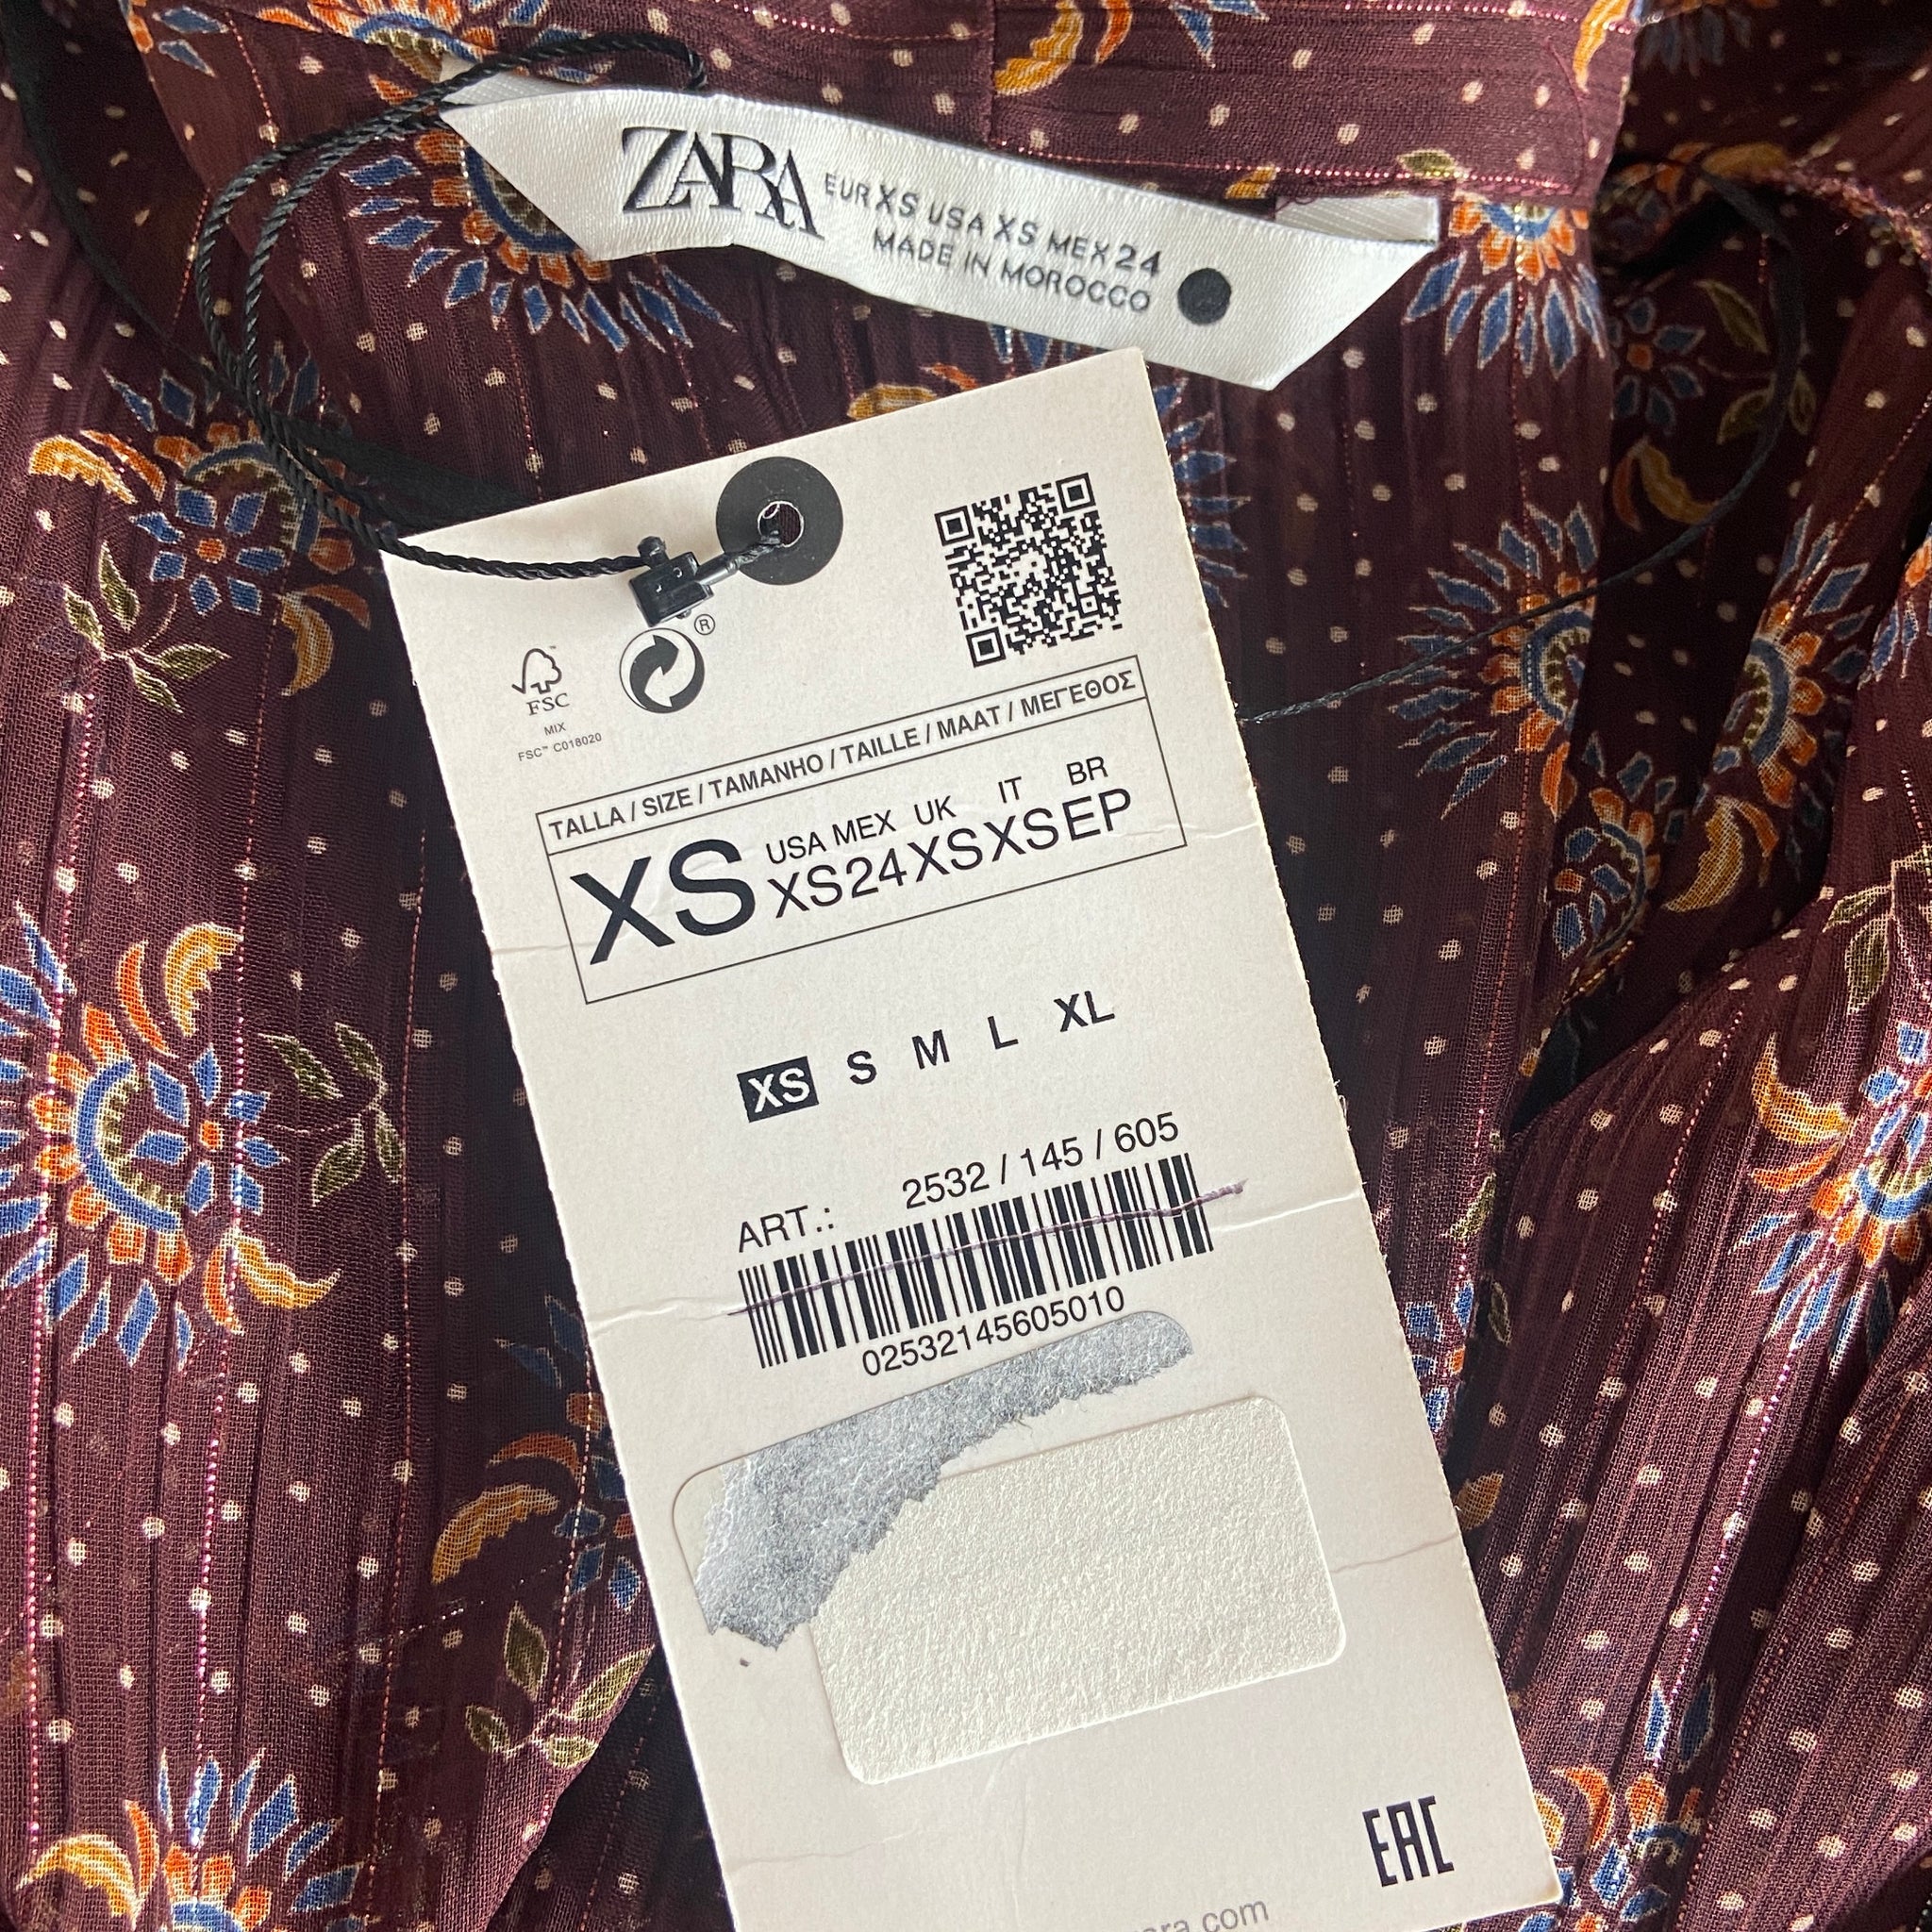 ZARA EUR XS USA XS MEX 24
MADE IN MOROCCO
®
FSC™
MIX
FSC™ C018020
TALLA / SIZE / TAMANHO / TAILLE / MAAT / ΜΕΓΕΘΟΣ
XS USA MEX UK IT BR
XS 24 XS XS EP
XS S M L XL
ART.: 2532 / 145 / 605
02532145605010
EAC